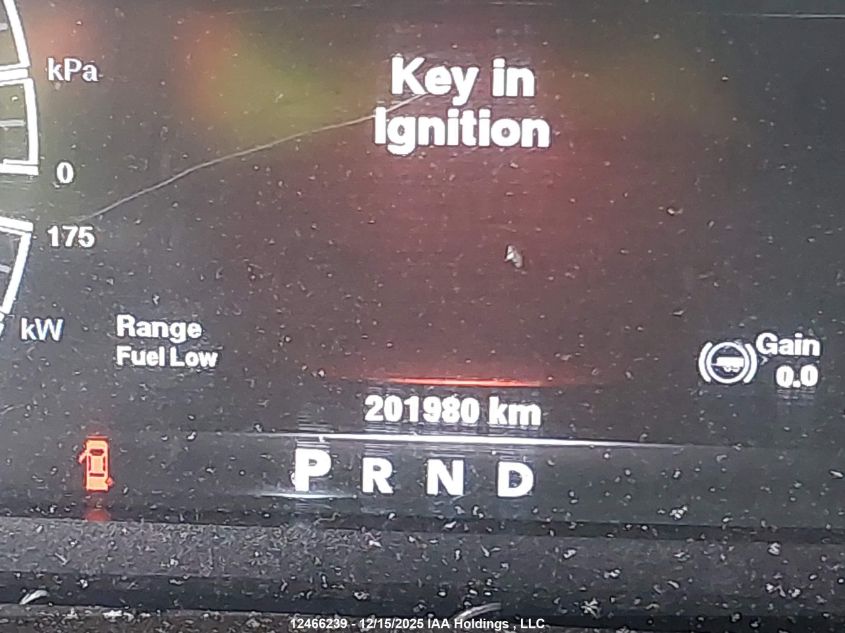 kPa
Key in
Ignition
0
175
kW
Range
Fuel Low
Gain
0.0
201980 km
P R N D
12466239 - 12/15/2025 IAA Holdings , LLC